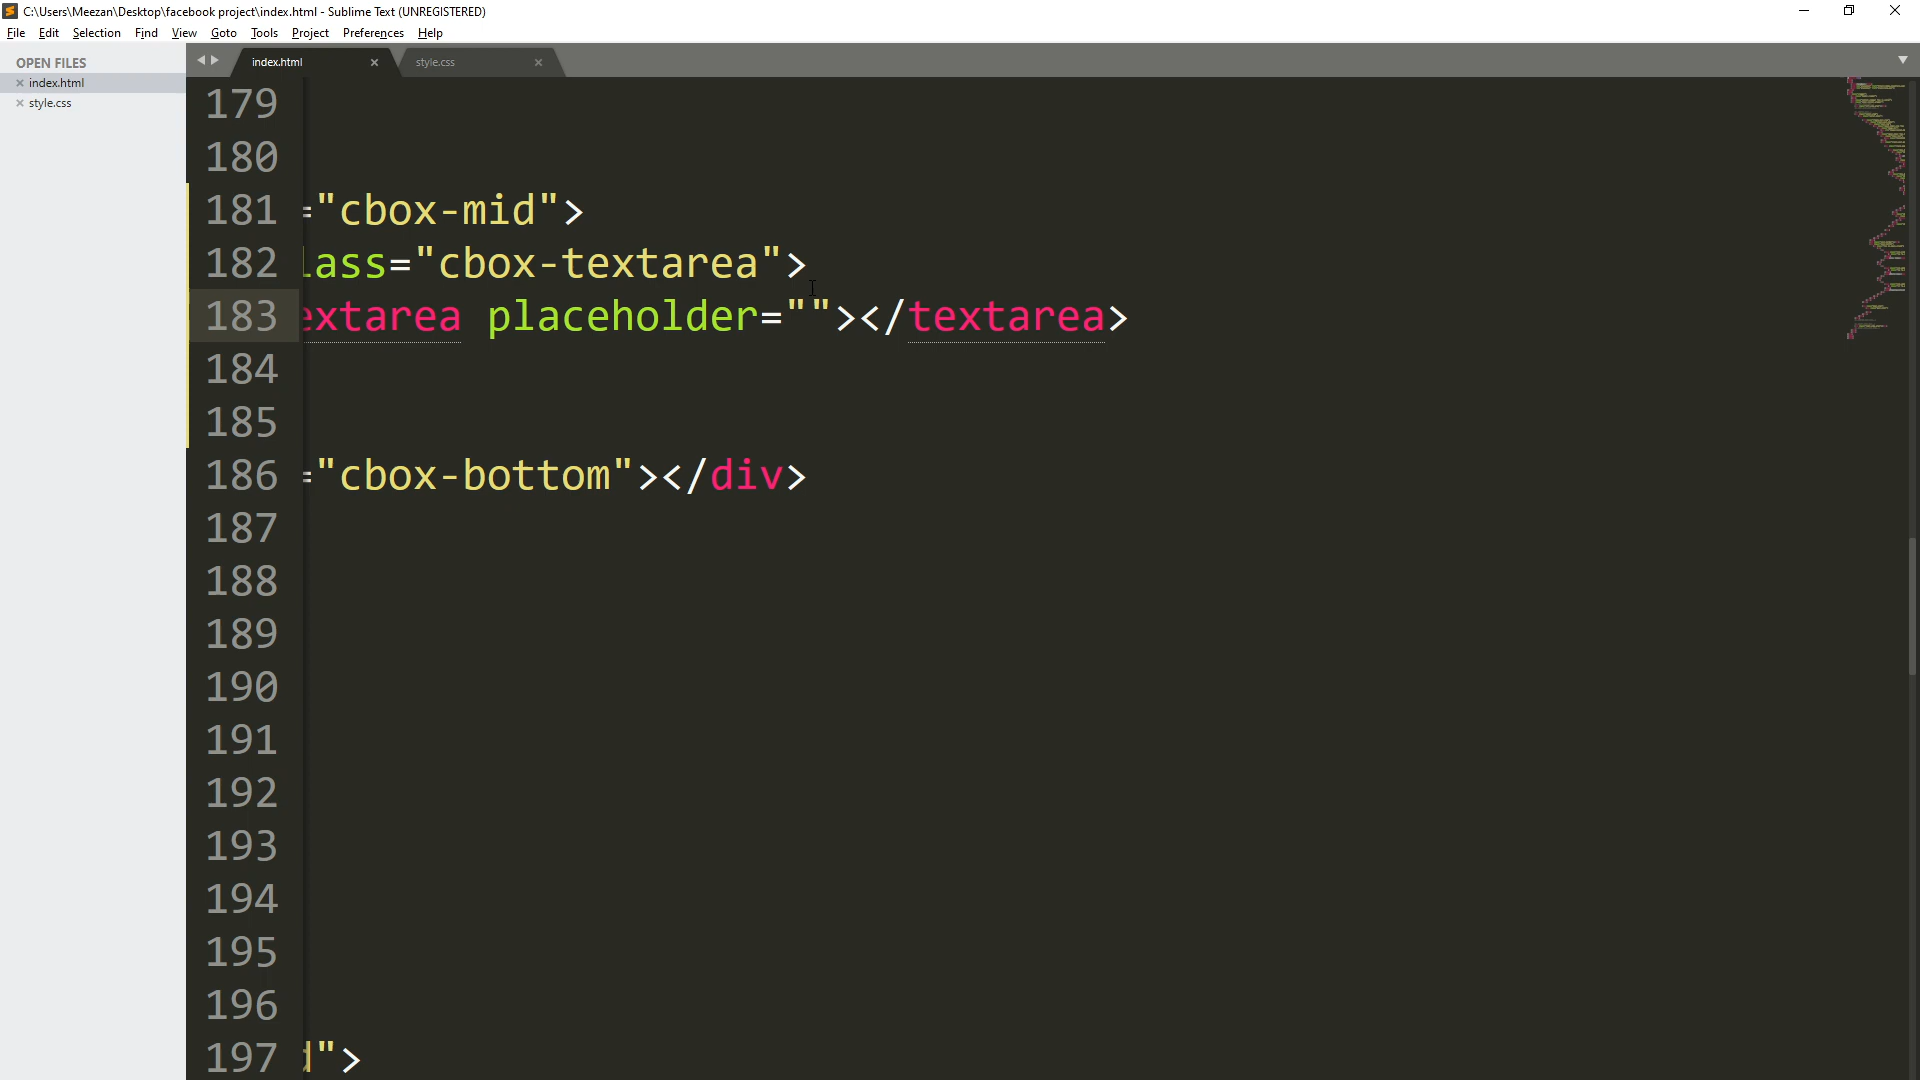 C:\Users\Meezan\Desktop\facebook project\index.html - Sublime Text (UNREGISTERED)
File Edit Selection Find View Goto Tools Project Preferences Help
OPEN FILES
index.html
style.css
index.html style.css
179
180
181 ="cbox-mid">
182 lass="cbox-textarea">
183 extarea placeholder=""></textarea>
184
185
186 ="cbox-bottom"></div>
187
188
189
190
191
192
193
194
195
196
197 d">